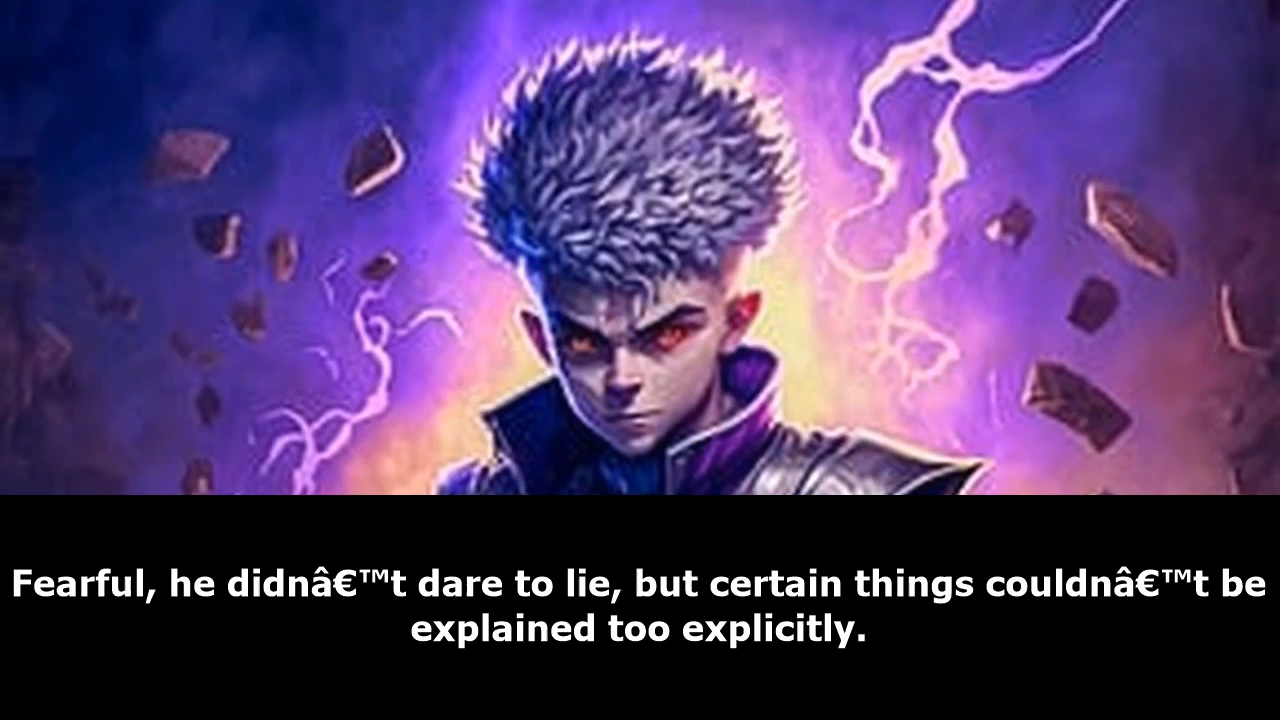 Fearful, he didnâ€™t dare to lie, but certain things couldnâ€™t be
explained too explicitly.